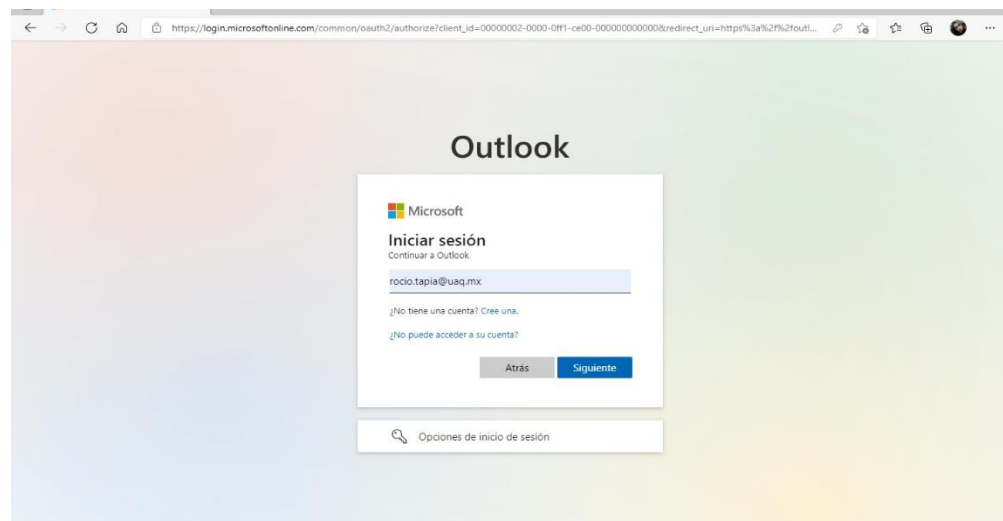 https://login.microsoftonline.com/common/oauth2/authorize?client_id=00000002-0000-0ff1-ce00-000000000000&redirect_uri=https%3a%2f%2foutl...
Outlook
Microsoft
Iniciar sesión
Continuar a Outlook
rocio.tapia@uaq.mx
¿No tiene una cuenta? Cree una.
¿No puede acceder a su cuenta?
Atrás Siguiente
Opciones de inicio de sesión